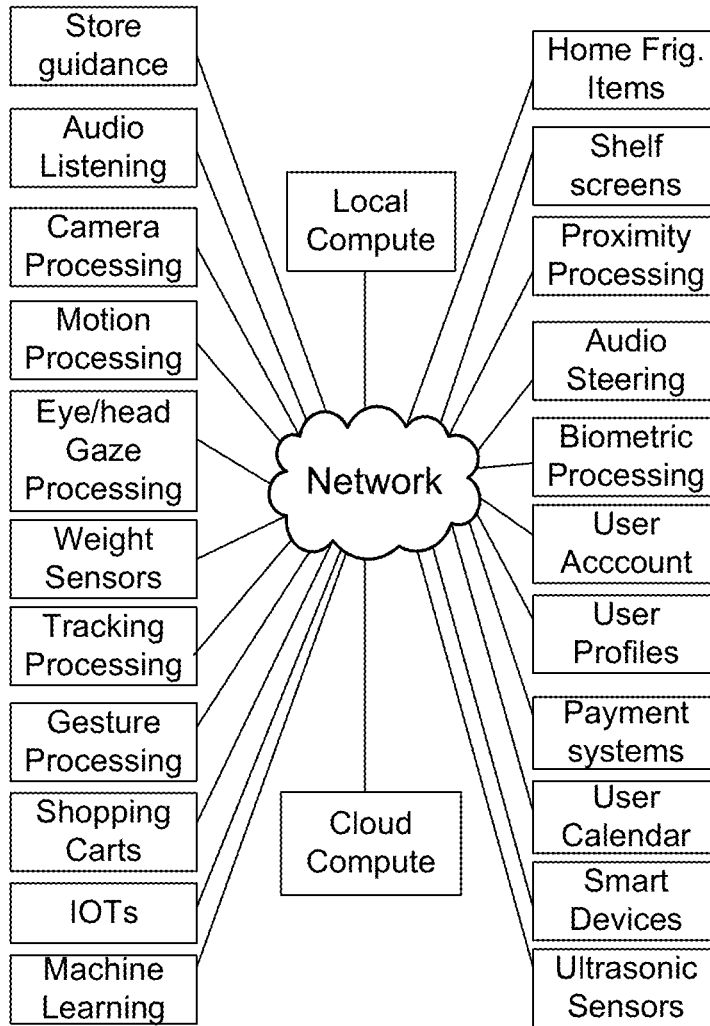 Store
guidance
Audio
Listening
Camera
Processing
Motion
Processing
Eye/head
Gaze
Processing
Weight
Sensors
Tracking
Processing
Gesture
Processing
Shopping
Carts
IOTs
Machine
Learning
Local
Compute
Network
Cloud
Compute
Home Frig.
Items
Shelf
screens
Proximity
Processing
Audio
Steering
Biometric
Processing
User
Acccount
User
Profiles
Payment
systems
User
Calendar
Smart
Devices
Ultrasonic
Sensors